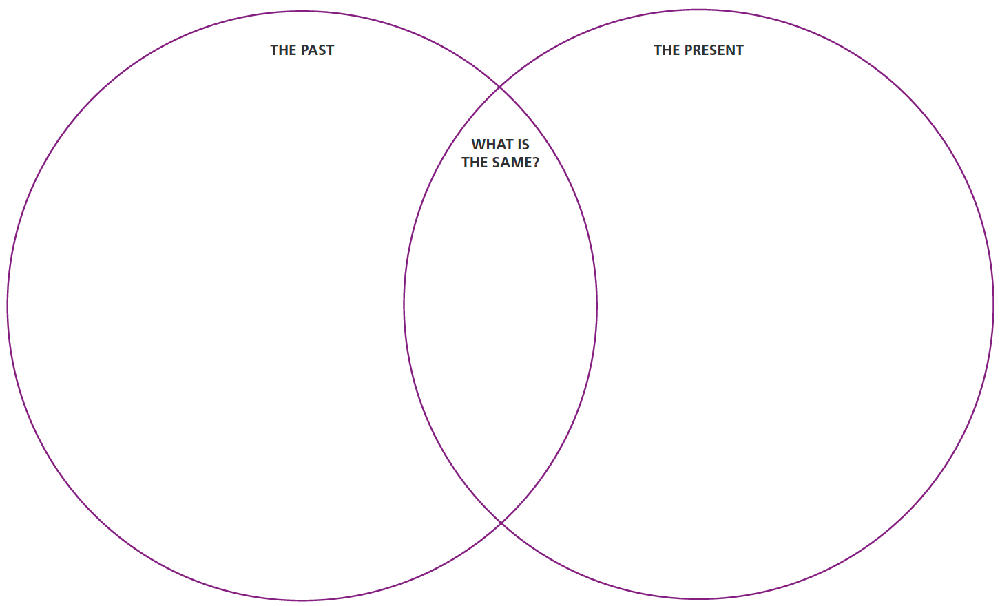 THE PAST
THE PRESENT
WHAT IS
THE SAME?